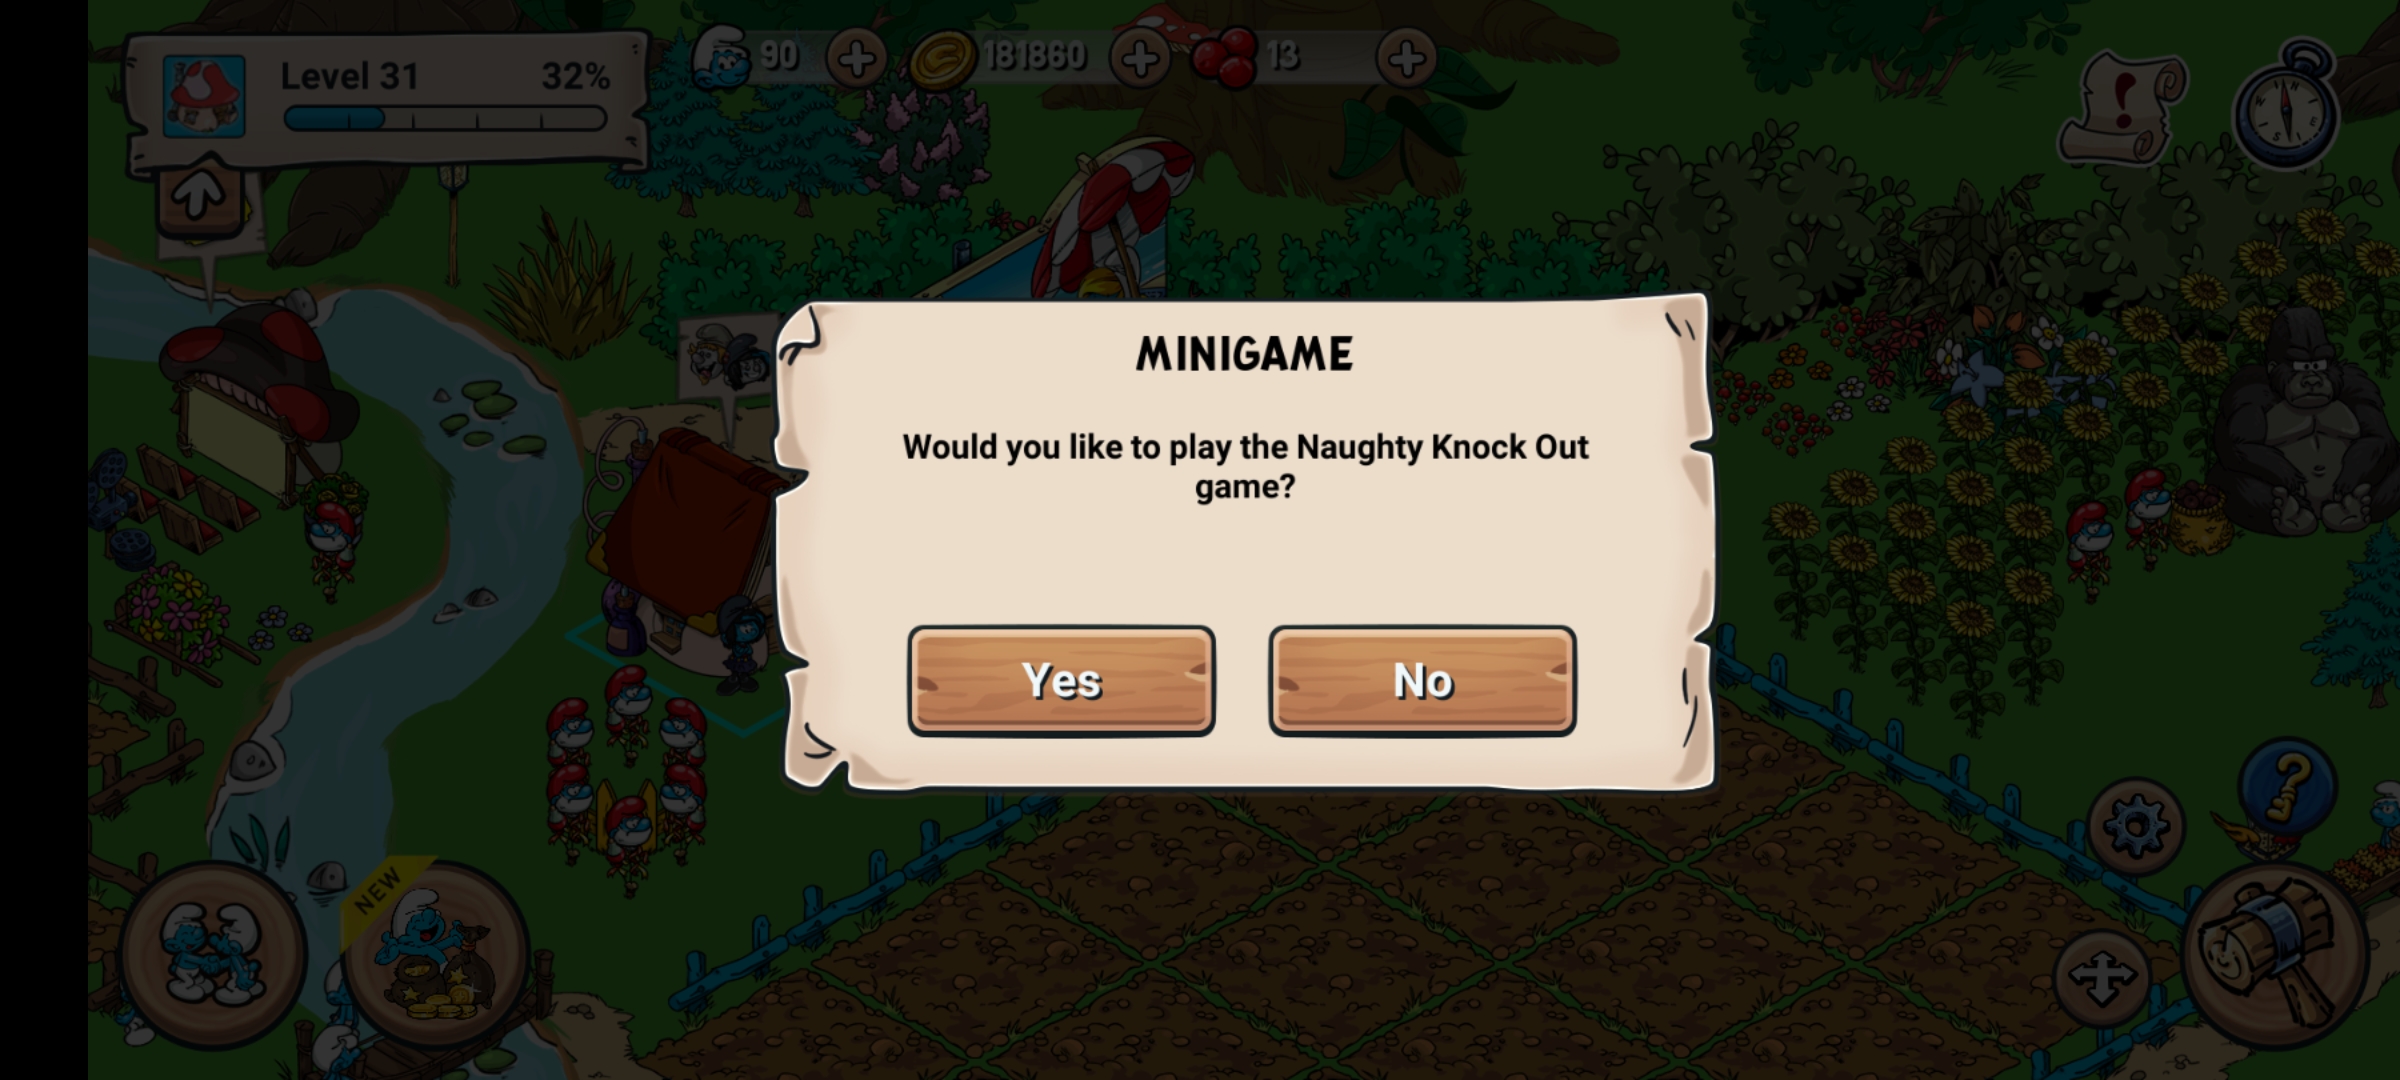 Level 31
32%
90
181860
13
MINIGAME
Would you like to play the Naughty Knock Out
game?
Yes
No
NEW